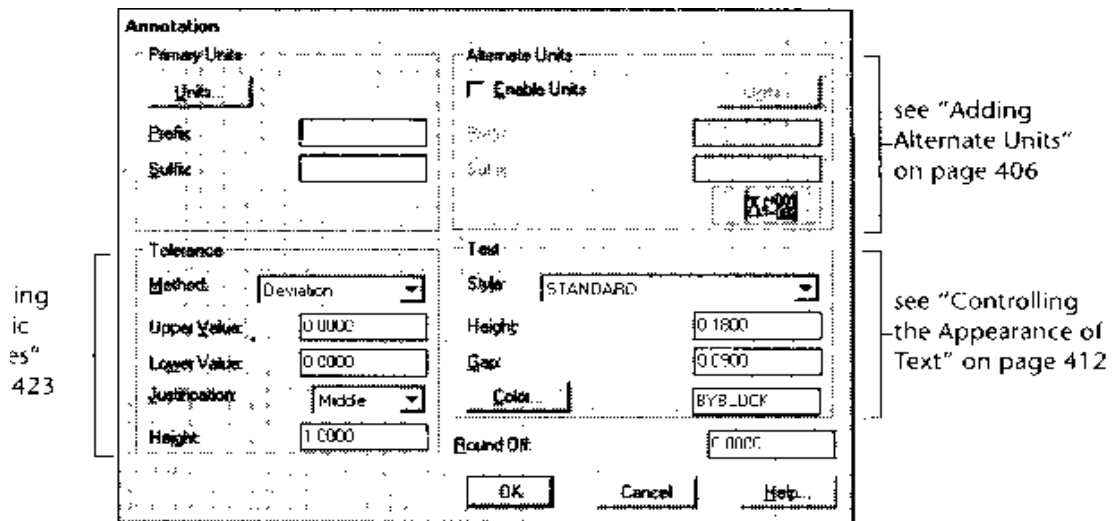 Annotation
Primary Units
Units...
Prefix:
Suffix:
Alternate Units
Enable Units
Units...
Prefix:
Suffix:
see "Adding
Alternate Units"
on page 406
Tolerance
Method: Deviation
Upper Value: 0.0000
Lower Value: 0.0000
Justification: Middle
Height: 1.0000
ing
ic
es"
423
Text
Style: STANDARD
Height: 0.1800
Gap: 0.0900
Color... BYBLOCK
see "Controlling
the Appearance of
Text" on page 412
Round Off: 0.0000
OK
Cancel
Help...